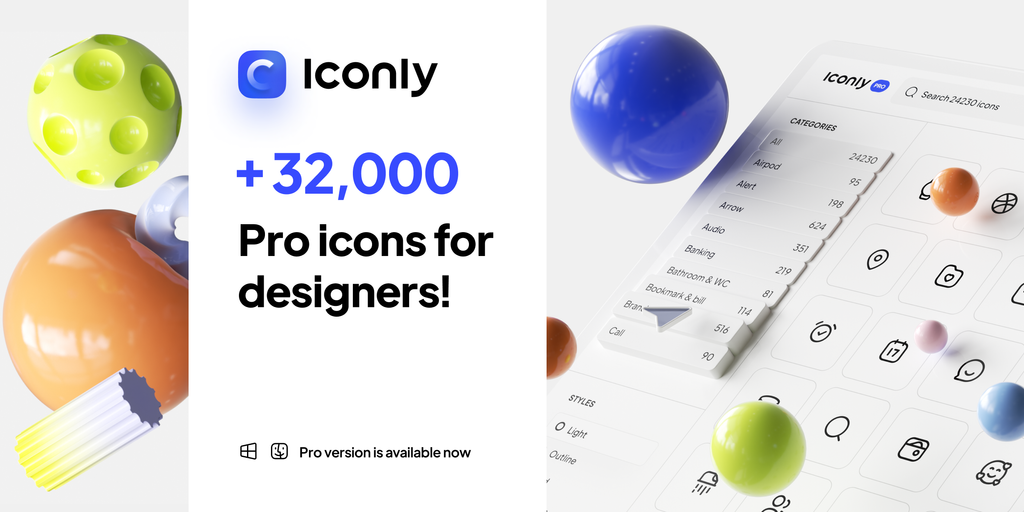 Iconly
+32,000
Pro icons for
designers!
Pro version is available now
Iconly PRO
Search 24230 icons
CATEGORIES
All 24230
Airpod 95
Alert 198
Arrow 624
Audio 351
Banking 219
Bathroom & WC 81
Bookmark & bill 114
516
Call 90
17
STYLES
Light
Outline